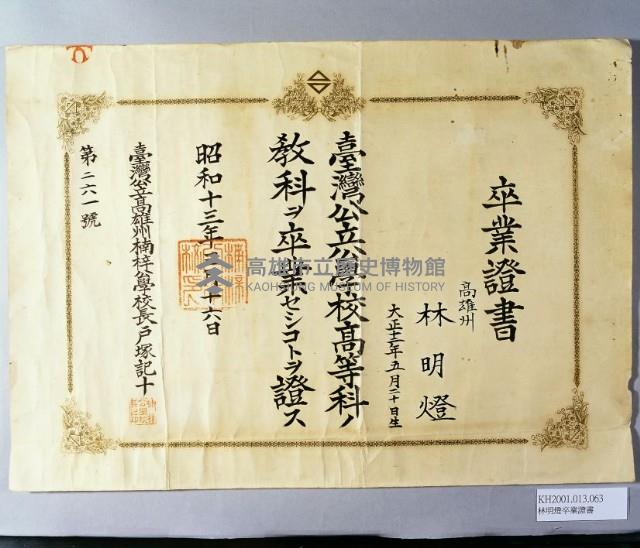 卒業證書
高雄州
林明燈
大正十二年五月二十日生
臺灣公立公學校高等科ノ
教科ヲ卒業セシコトヲ證ス
昭和十三年三月十六日
臺灣公立高雄州楠梓公學校長戸塚記十
第二六一號
高雄市立歷史博物館
KAOHSIUNG MUSEUM OF HISTORY
KH2001.013.063
林明燈卒業證書